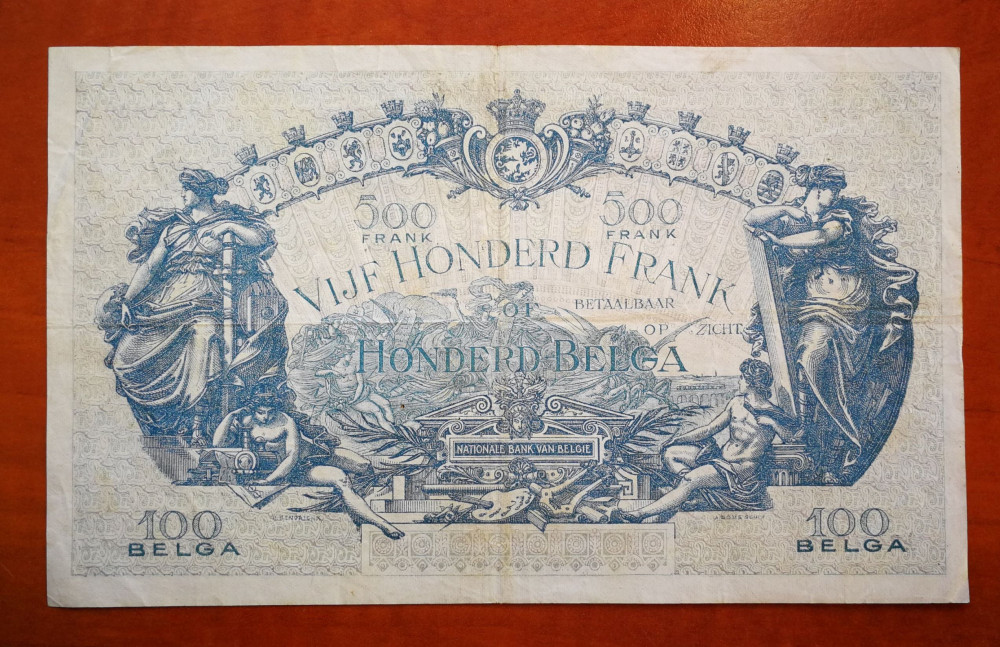 500 500
FRANK FRANK
VIJF HONDERD FRANK
OF BETAALBAAR
OP ZICHT
HONDERD BELGA
NATIONALE BANK VAN BELGIE
100 100
BELGA BELGA